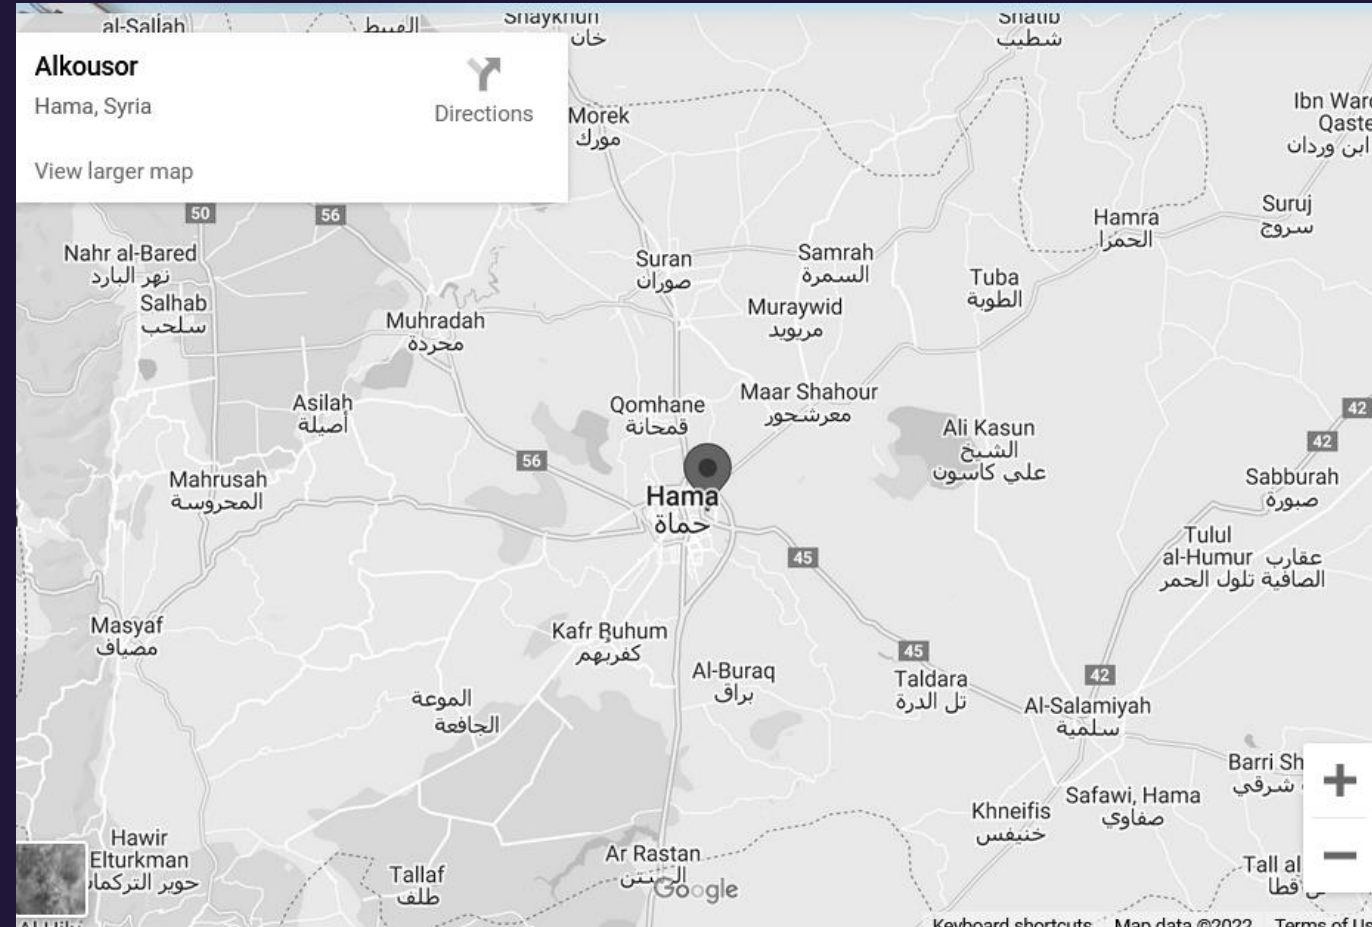 al-Sallah
الهبيط
Shaykhun
خان
Shatib
شطيب
Alkousor
Hama, Syria
Directions
View larger map
Morek
مورك
Ibn
ابن وردان
50
56
Nahr al-Bared
نهر البارد
Salhab
سلحب
Muhradah
محردة
Suran
صوران
Samrah
السمرة
Muraywid
مريويد
Tuba
الطوبة
Hamra
الحمرا
Suruj
سروج
Asilah
أصيلة
Qomhane
قمحانة
Maar Shahour
معرشحور
Ali Kasun
الشيخ
علي كاسون
42
42
56
Mahrusah
المحروسة
Hama
حماة
Sabburah
صبورة
45
Tulul
al-Humur عقارب
الصافية تلول الحمر
Masyaf
مصياف
Kafr Buhum
كفربهم
45
42
Al-Buraq
براق
Taldara
تل الدرة
Al-Salamiyah
سلمية
الموعة
الجافعة
Barri
شرقي
Khneifis
خنيفس
Safawi, Hama
صفاوي
Hawir
Elturkman
حوير
Tallaf
طلف
Ar Rastan
Google
Tall al
قطا
Keyboard shortcuts
Map data ©2022
Terms of